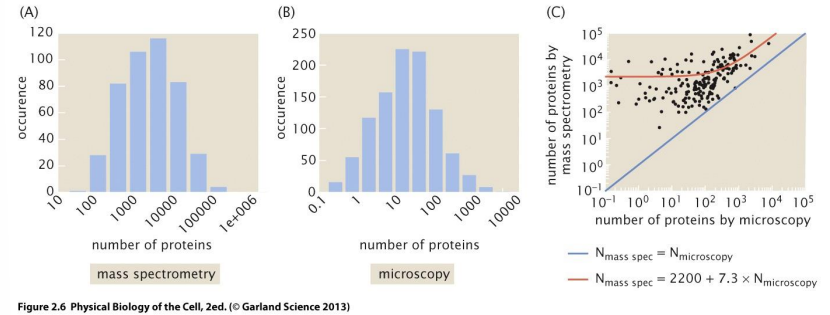 (A)
120
100
80
60
40
20
0
occurence
10
100
1000
10000
100000
1e+006
number of proteins
mass spectrometry
(B)
250
200
150
100
50
0
occurence
0.1
1
10
100
1000
10000
number of proteins
microscopy
(C)
10⁵
10⁴
10³
10²
10¹
10⁰
10⁻¹
number of proteins by
mass spectrometry
10⁻¹ 10⁰ 10¹ 10² 10³ 10⁴ 10⁵
number of proteins by microscopy
N mass spec = N microscopy
N mass spec = 2200 + 7.3 × N microscopy
Figure 2.6 Physical Biology of the Cell, 2ed. (© Garland Science 2013)